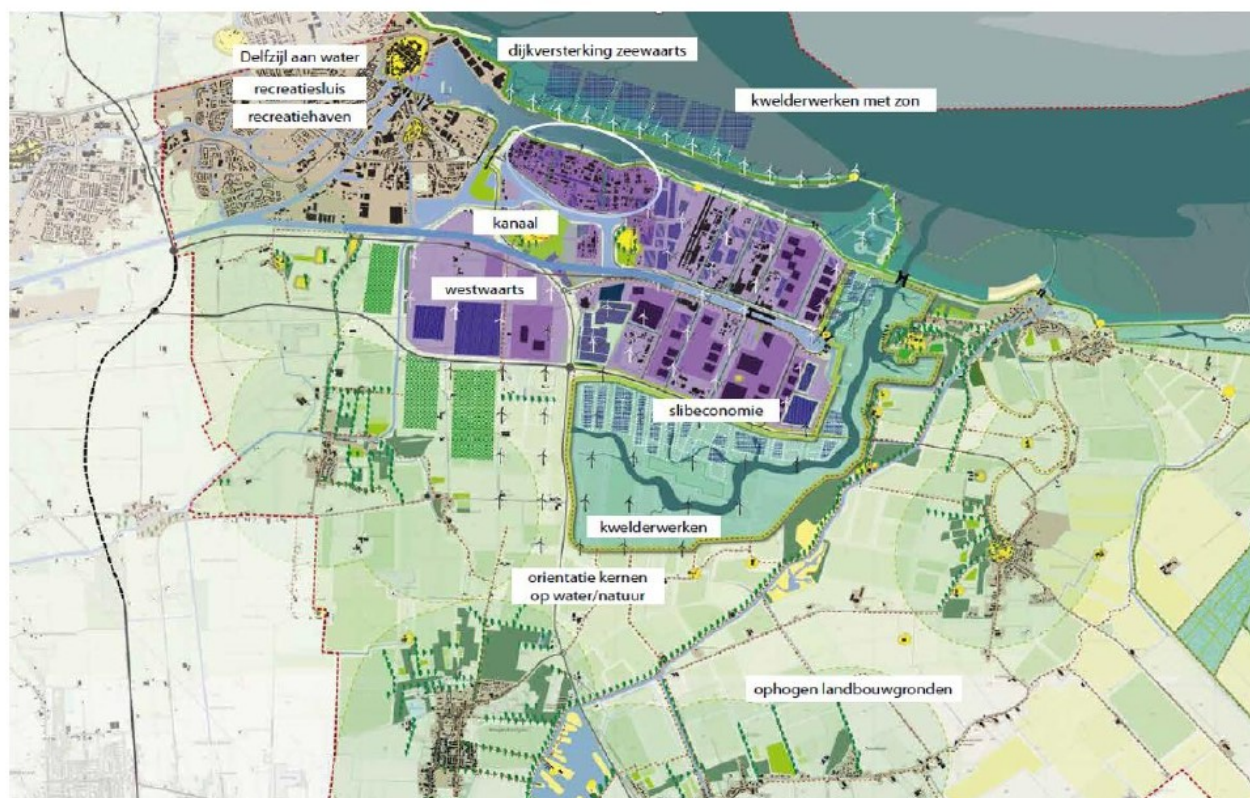 dijkversterking zeewaarts
Delfzijl aan water
recreatiesluis
recreatiehaven
kwelderwerken met zon
kanaal
westwaarts
slibeconomie
kwelderwerken
orientatie kernen
op water/natuur
ophogen landbouwgronden